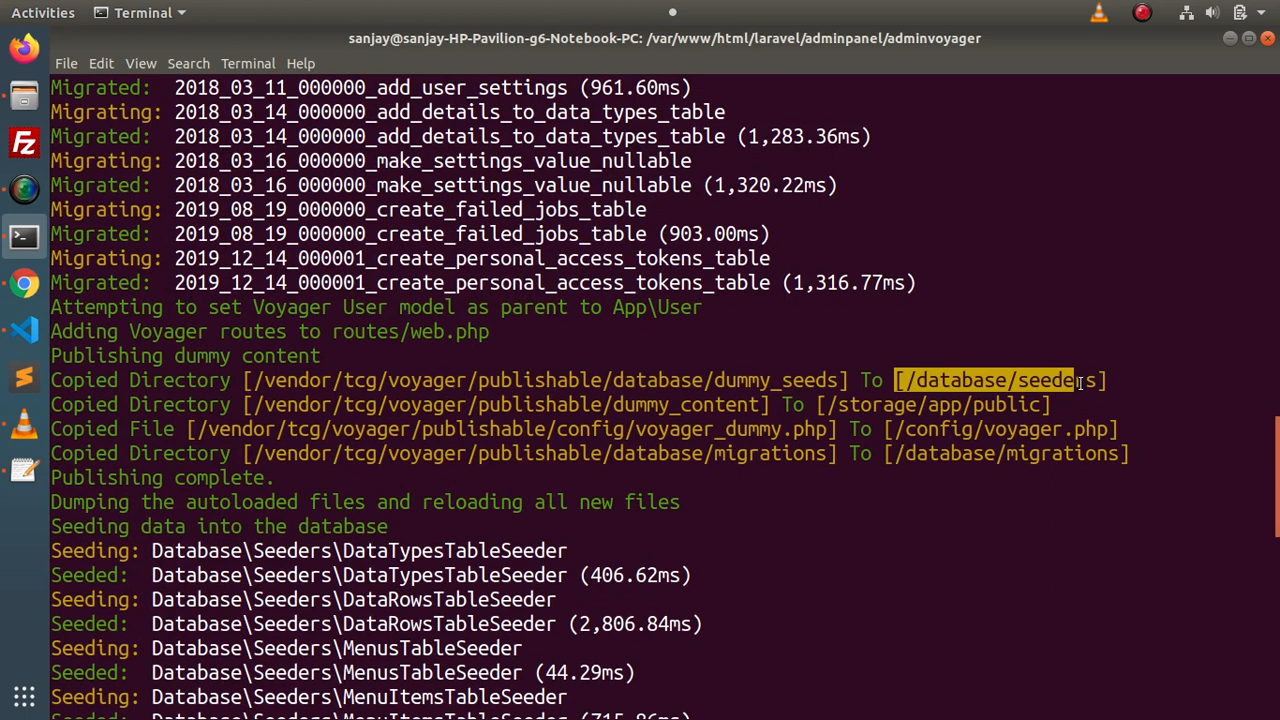 Activities Terminal
sanjay@sanjay-HP-Pavilion-g6-Notebook-PC: /var/www/html/laravel/adminpanel/adminvoyager
File Edit View Search Terminal Help
Migrated: 2018_03_11_000000_add_user_settings (961.60ms)
Migrating: 2018_03_14_000000_add_details_to_data_types_table
Migrated: 2018_03_14_000000_add_details_to_data_types_table (1,283.36ms)
Migrating: 2018_03_16_000000_make_settings_value_nullable
Migrated: 2018_03_16_000000_make_settings_value_nullable (1,320.22ms)
Migrating: 2019_08_19_000000_create_failed_jobs_table
Migrated: 2019_08_19_000000_create_failed_jobs_table (903.00ms)
Migrating: 2019_12_14_000001_create_personal_access_tokens_table
Migrated: 2019_12_14_000001_create_personal_access_tokens_table (1,316.77ms)
Attempting to set Voyager User model as parent to App\User
Adding Voyager routes to routes/web.php
Publishing dummy content
Copied Directory [/vendor/tcg/voyager/publishable/database/dummy_seeds] To [/database/seeders]
Copied Directory [/vendor/tcg/voyager/publishable/dummy_content] To [/storage/app/public]
Copied File [/vendor/tcg/voyager/publishable/config/voyager_dummy.php] To [/config/voyager.php]
Copied Directory [/vendor/tcg/voyager/publishable/database/migrations] To [/database/migrations]
Publishing complete.
Dumping the autoloaded files and reloading all new files
Seeding data into the database
Seeding: Database\Seeders\DataTypesTableSeeder
Seeded: Database\Seeders\DataTypesTableSeeder (406.62ms)
Seeding: Database\Seeders\DataRowsTableSeeder
Seeded: Database\Seeders\DataRowsTableSeeder (2,806.84ms)
Seeding: Database\Seeders\MenusTableSeeder
Seeded: Database\Seeders\MenusTableSeeder (44.29ms)
Seeding: Database\Seeders\MenuItemsTableSeeder
Seeded: Database\Seeders\MenuItemsTableSeeder (715.86ms)